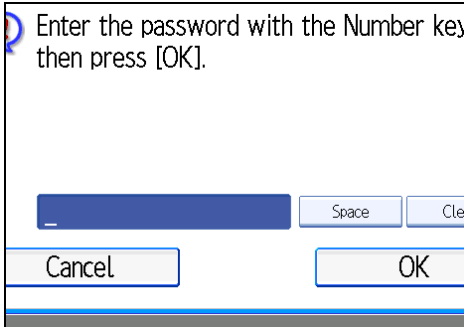 Enter the password with the Number key
then press [OK].
_
Space Cle
Cancel OK